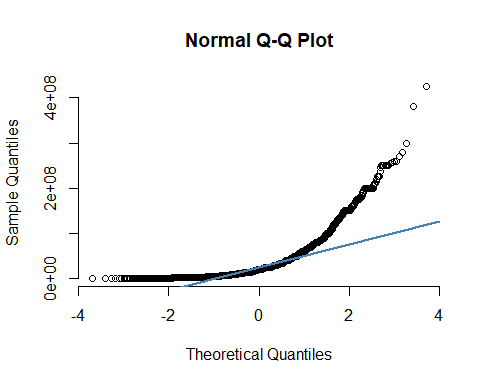 Normal Q-Q Plot
Sample Quantiles
4e+08
2e+08
0e+00
-4 -2 0 2 4
Theoretical Quantiles